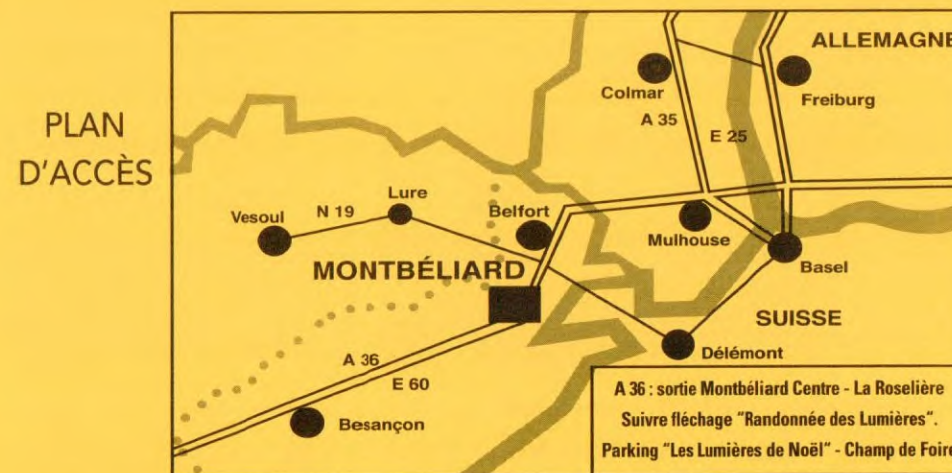 PLAN
D'ACCÈS
ALLEMAGNE
Colmar
Freiburg
A 35
E 25
Lure
Vesoul
N 19
Belfort
Mulhouse
Basel
MONTBÉLIARD
SUISSE
Délémont
A 36
E 60
Besançon
A 36 : sortie Montbéliard Centre - La Roselière
Suivre fléchage "Randonnée des Lumières".
Parking "Les Lumières de Noël" - Champ de Foire